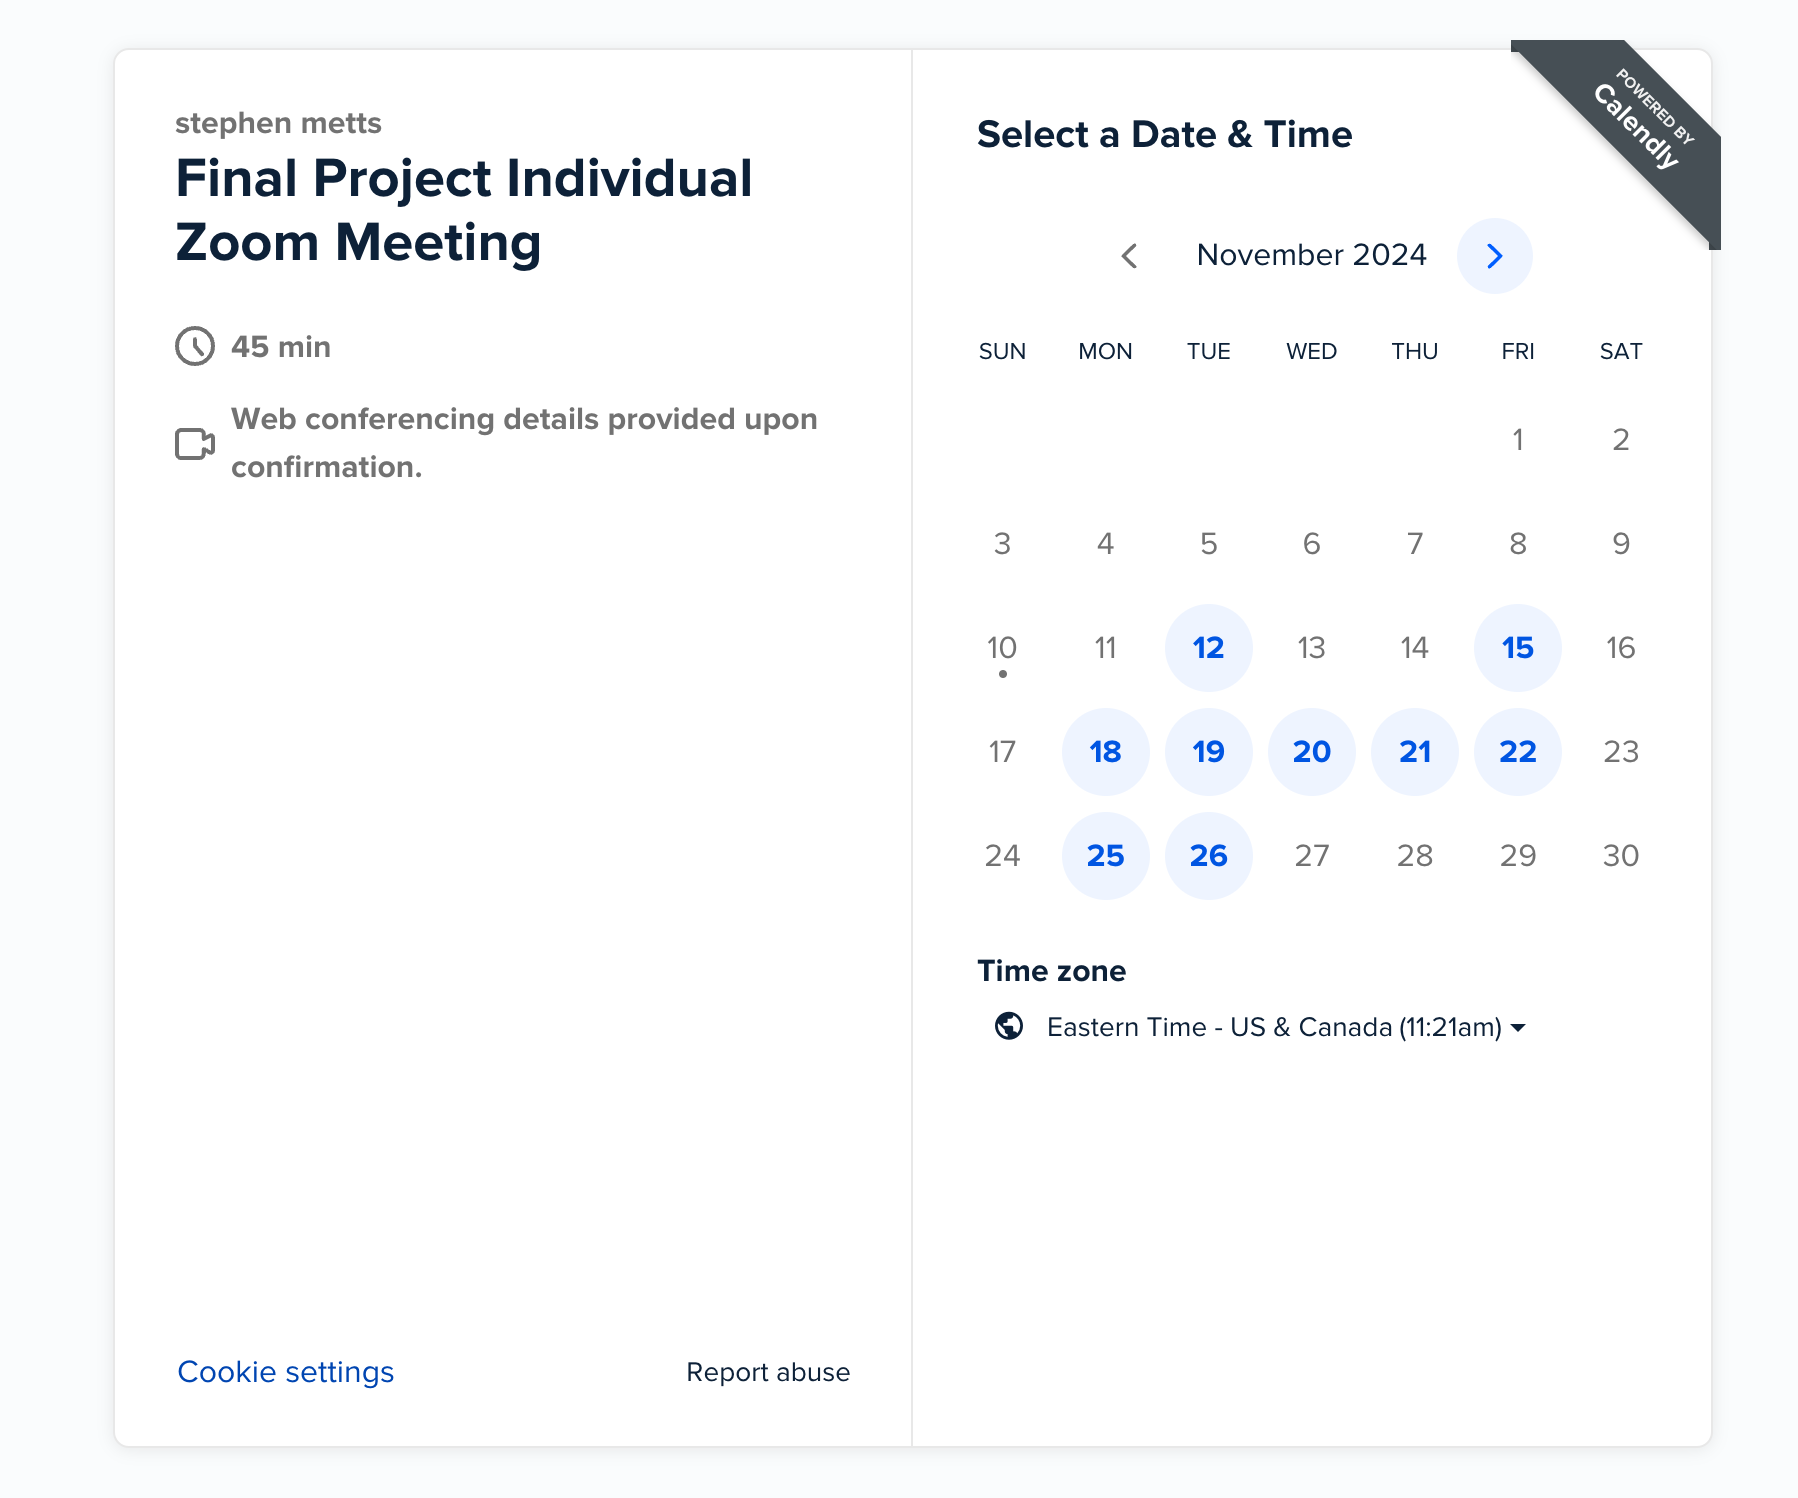 stephen metts
Final Project Individual
Zoom Meeting
45 min
Web conferencing details provided upon
confirmation.
Cookie settings
Report abuse
Select a Date & Time
POWERED BY
Calendly
November 2024
SUN MON TUE WED THU FRI SAT
1 2
3 4 5 6 7 8 9
10 11 12 13 14 15 16
17 18 19 20 21 22 23
24 25 26 27 28 29 30
Time zone
Eastern Time - US & Canada (11:21am)